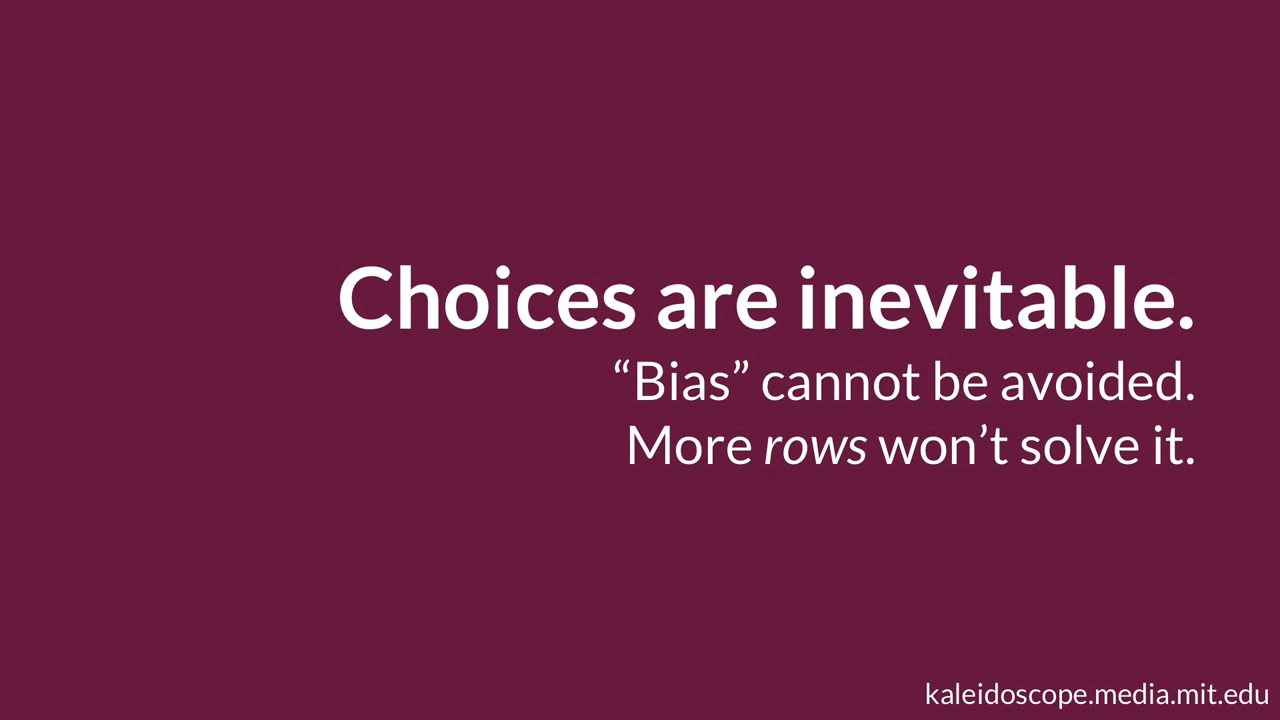 Choices are inevitable.
“Bias” cannot be avoided.
More rows won’t solve it.
kaleidoscope.media.mit.edu